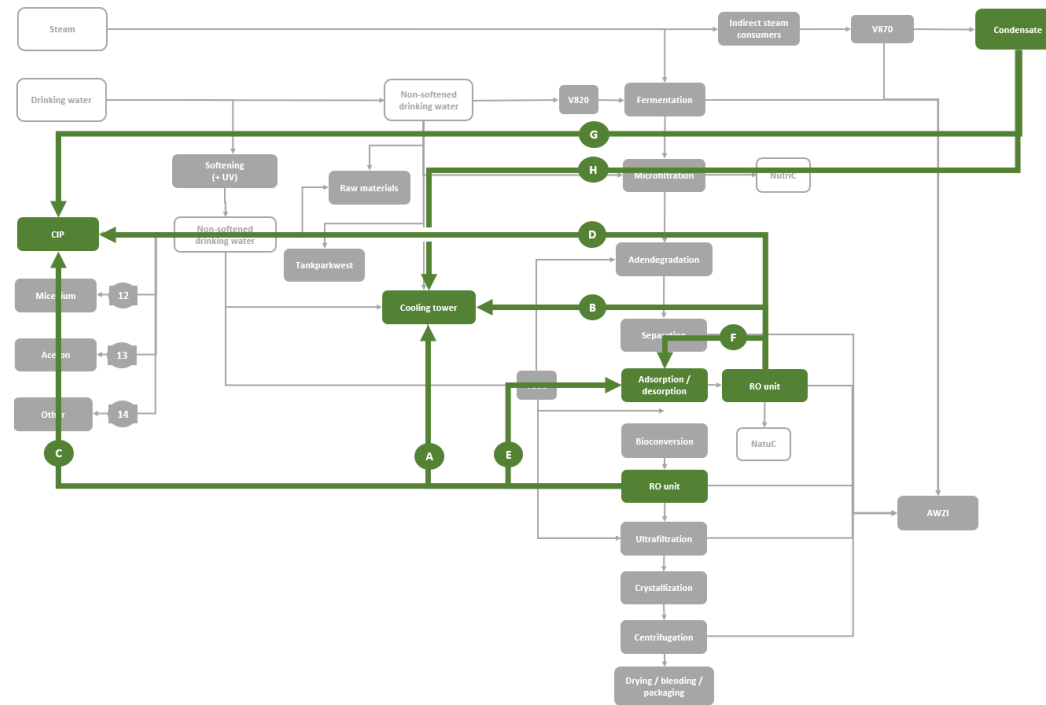 Steam
Indirect steam
consumers
V870
Condensate
Drinking water
Non-softened
drinking water
V820
Fermentation
G
Softening
(+ UV)
Raw materials
H
Microfiltration
NutriC
CIP
Non-softened
drinking water
D
Tankparkwest
Adendegradation
12
Cooling tower
B
Separation
F
Aceton
13
Adsorption /
desorption
RO unit
Other
14
C
A
E
Bioconversion
NatuC
RO unit
AWZI
Ultrafiltration
Crystallization
Centrifugation
Drying / blending /
packaging